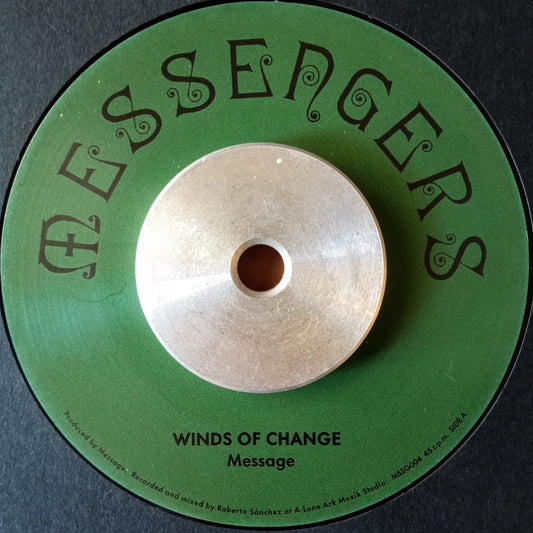 MESSENGERS
WINDS OF CHANGE
Message
Produced by Message. Recorded and mixed by Roberto Sánchez at A-Lone Ark Muzik Studio. MSSG004 45 r.p.m. SIDE.A